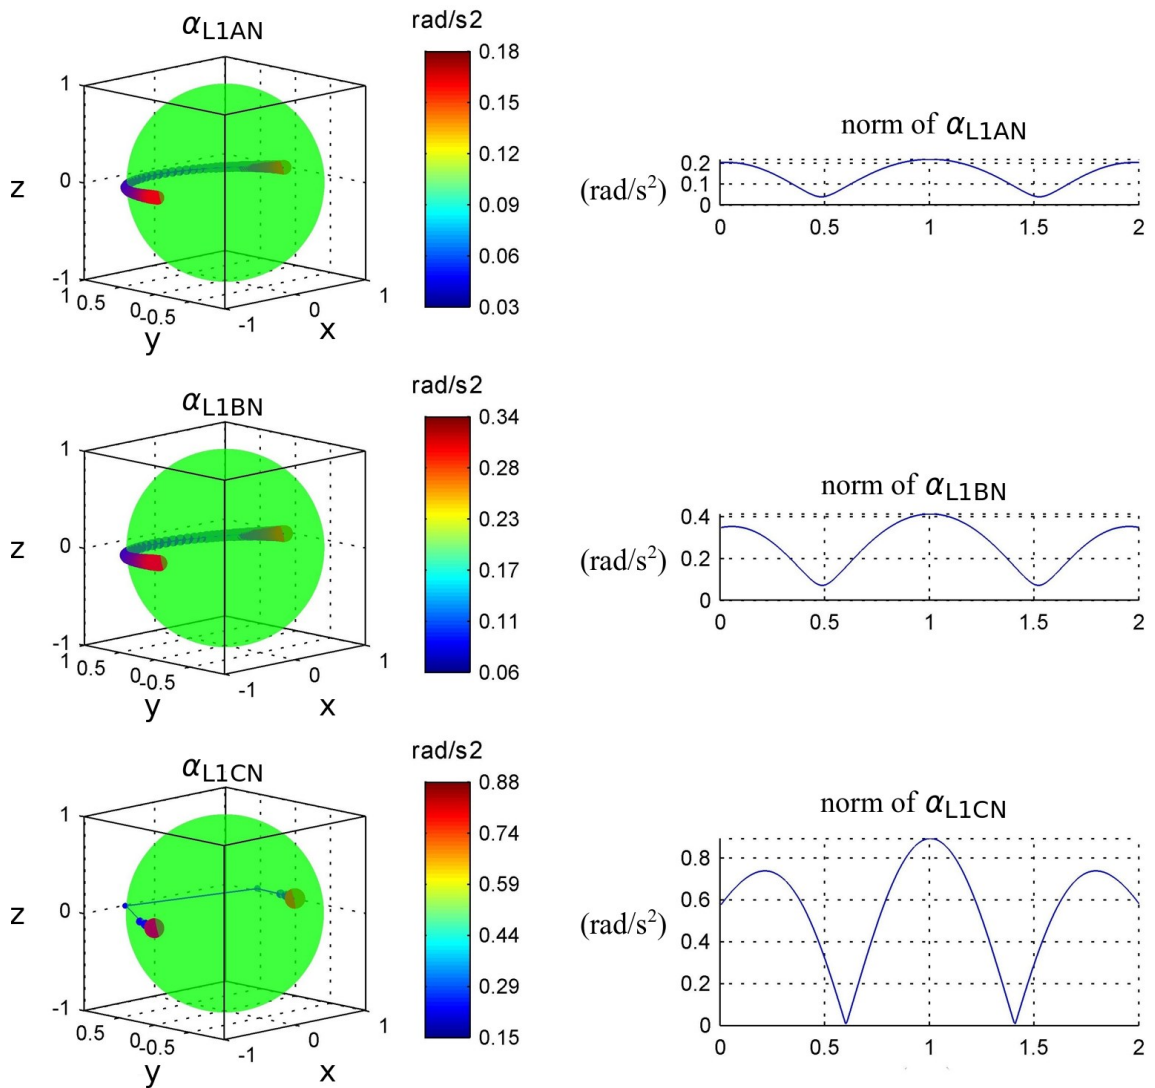 α L1AN
rad/s2
0.18
0.15
0.12
0.09
0.06
0.03
1
0
-1
z
1 0.5 0 -0.5 -1 0 1
y x
norm of α L1AN
(rad/s²)
0.2
0.1
0
0 0.5 1 1.5 2
α L1BN
rad/s2
0.34
0.28
0.23
0.17
0.11
0.06
1
0
-1
z
1 0.5 0 -0.5 -1 0 1
y x
norm of α L1BN
(rad/s²)
0.4
0.2
0
0 0.5 1 1.5 2
α L1CN
rad/s2
0.88
0.74
0.59
0.44
0.29
0.15
1
0
-1
z
0.5 0 -0.5 -1 0 1
y x
norm of α L1CN
(rad/s²)
0.8
0.6
0.4
0.2
0
0 0.5 1 1.5 2